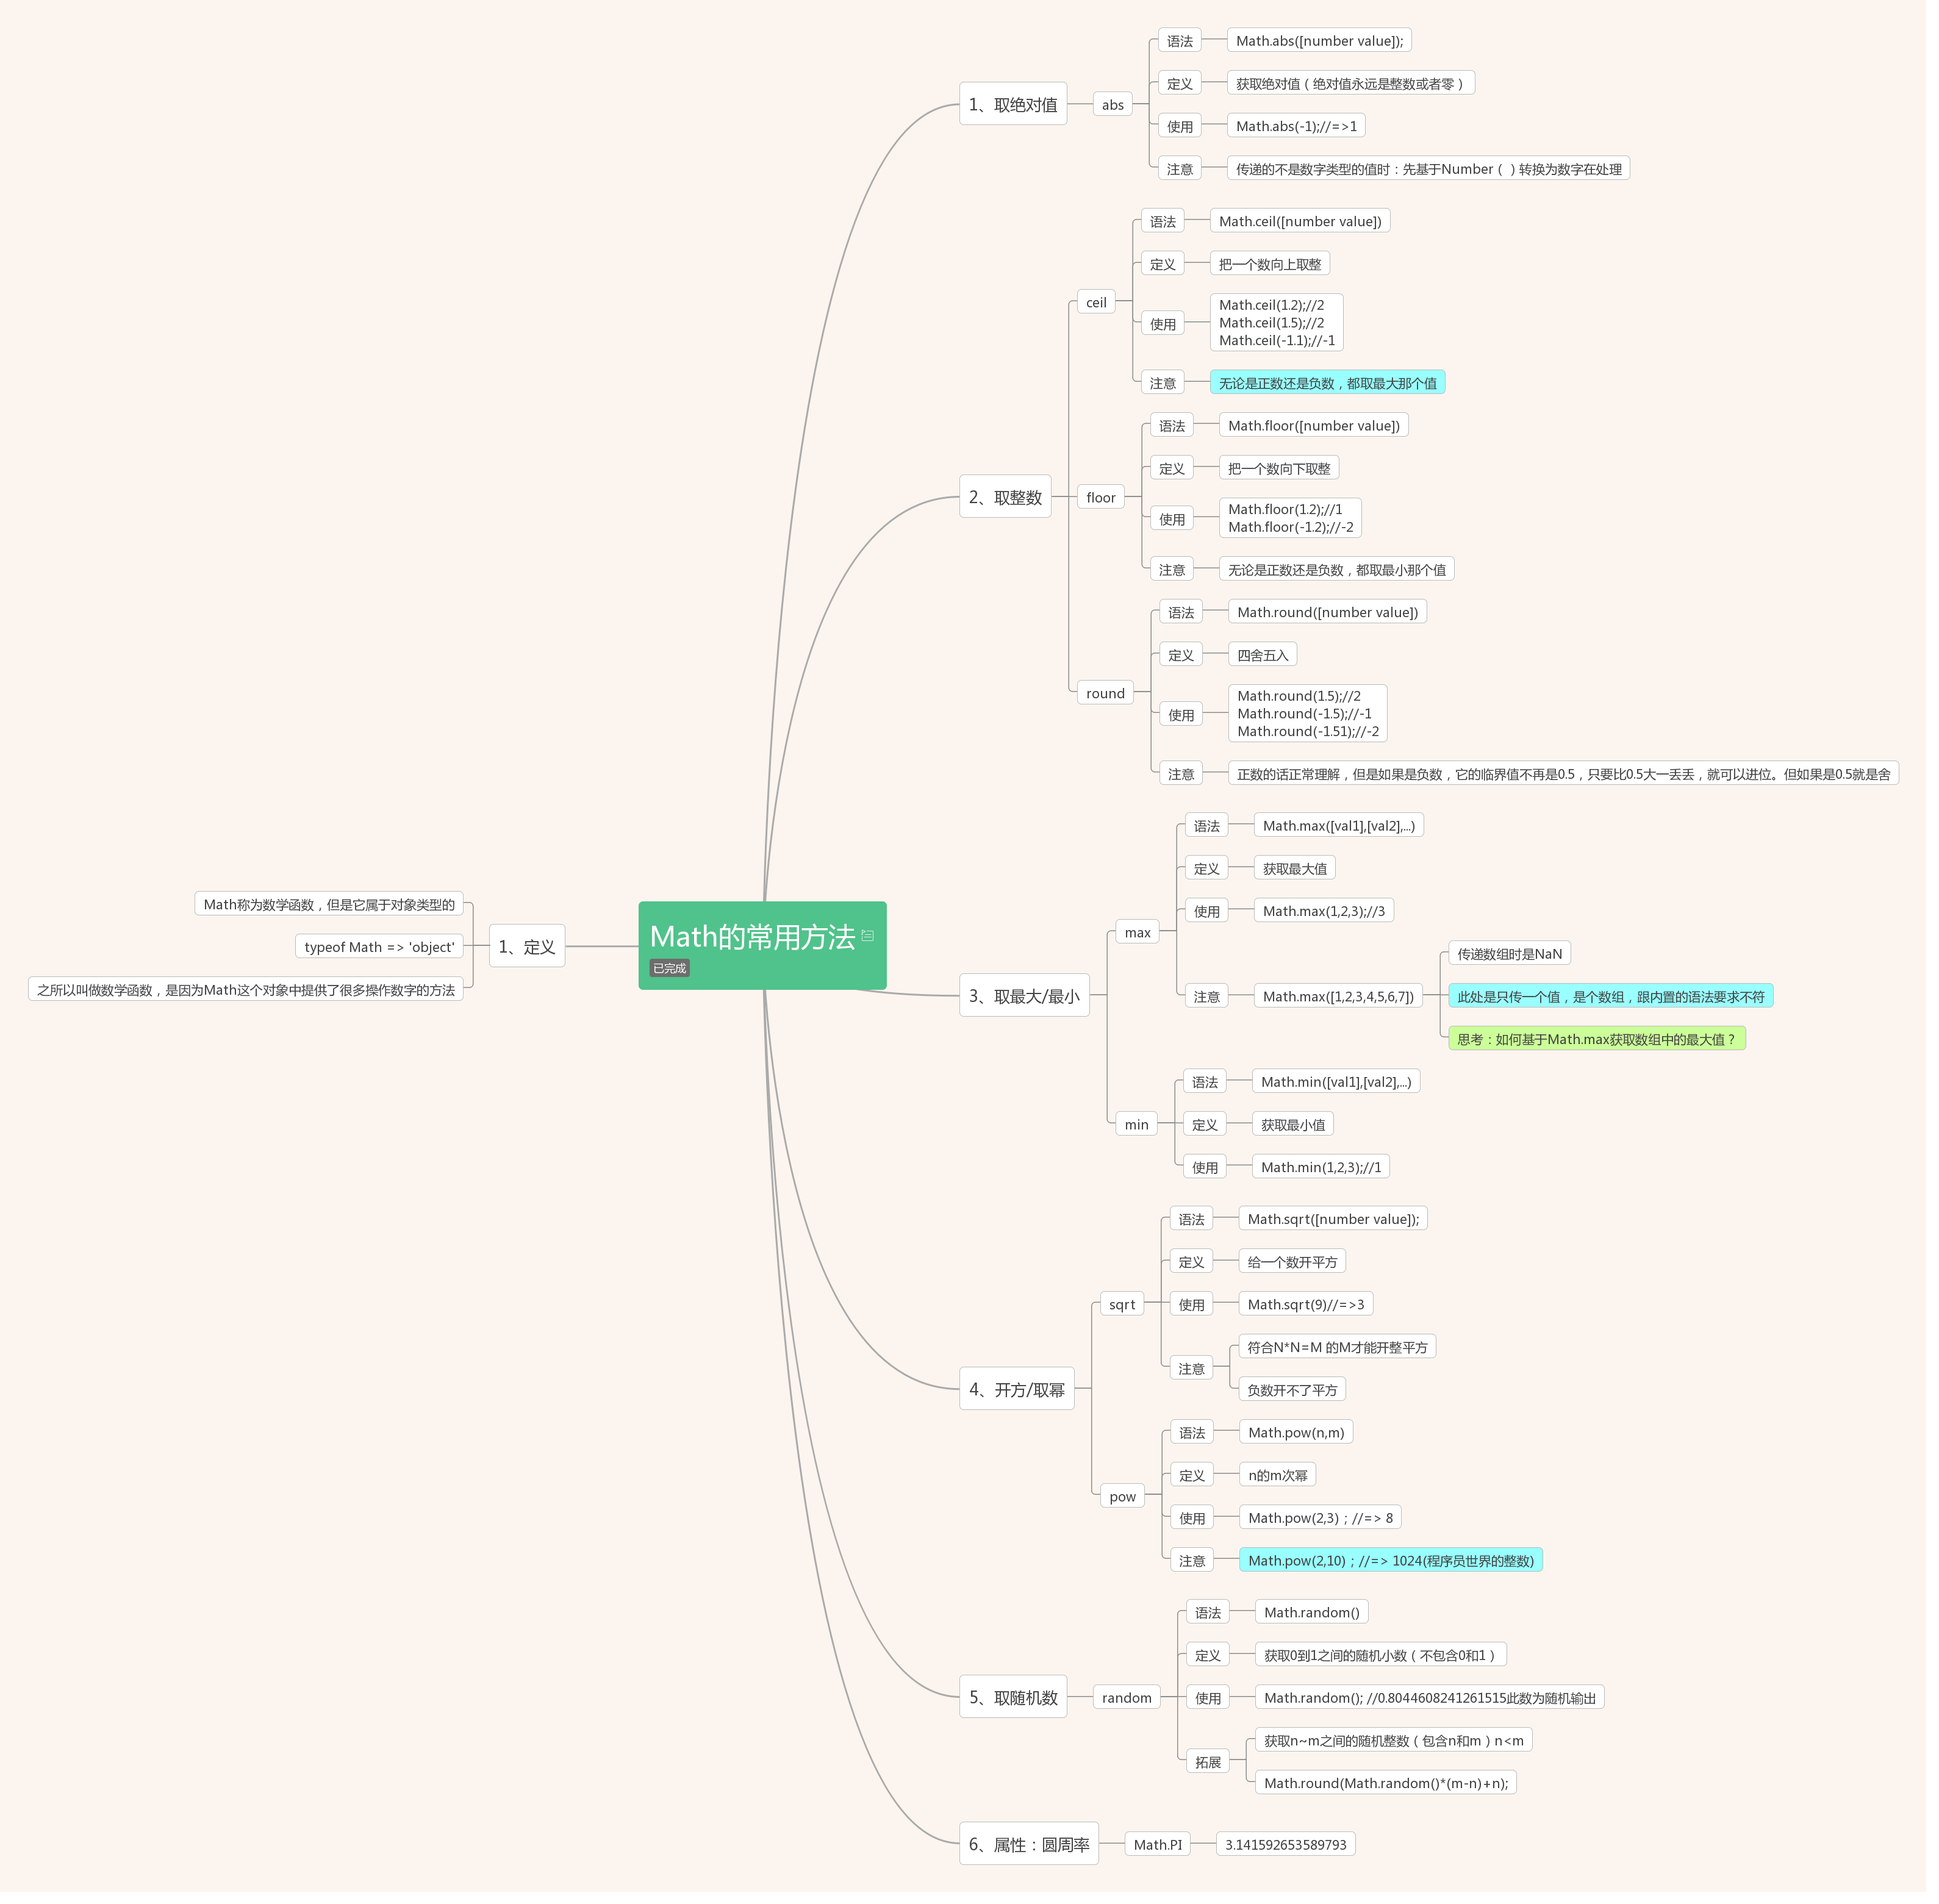 Math的常用方法
已完成
1、定义
Math称为数学函数，但是它属于对象类型的
typeof Math => 'object'
之所以叫做数学函数，是因为Math这个对象中提供了很多操作数字的方法
1、取绝对值
abs
语法
Math.abs([number value]);
定义
获取绝对值（绝对值永远是整数或者零）
使用
Math.abs(-1);//=>1
注意
传递的不是数字类型的值时：先基于Number（ ）转换为数字在处理
2、取整数
ceil
语法
Math.ceil([number value])
定义
把一个数向上取整
使用
Math.ceil(1.2);//2
Math.ceil(1.5);//2
Math.ceil(-1.1);//-1
注意
无论是正数还是负数，都取最大那个值
floor
语法
Math.floor([number value])
定义
把一个数向下取整
使用
Math.floor(1.2);//1
Math.floor(-1.2);//-2
注意
无论是正数还是负数，都取最小那个值
round
语法
Math.round([number value])
定义
四舍五入
使用
Math.round(1.5);//2
Math.round(-1.5);//-1
Math.round(-1.51);//-2
注意
正数的话正常理解，但是如果是负数，它的临界值不再是0.5，只要比0.5大一丢丢，就可以进位。但如果是0.5就是舍
3、取最大/最小
max
语法
Math.max([val1],[val2],...)
定义
获取最大值
使用
Math.max(1,2,3);//3
注意
Math.max([1,2,3,4,5,6,7])
传递数组时是NaN
此处是只传一个值，是个数组，跟内置的语法要求不符
思考：如何基于Math.max获取数组中的最大值？
min
语法
Math.min([val1],[val2],...)
定义
获取最小值
使用
Math.min(1,2,3);//1
4、开方/取幂
sqrt
语法
Math.sqrt([number value]);
定义
给一个数开平方
使用
Math.sqrt(9)//=>3
注意
符合N*N=M 的M才能开整平方
负数开不了平方
pow
语法
Math.pow(n,m)
定义
n的m次幂
使用
Math.pow(2,3)；//=> 8
注意
Math.pow(2,10)；//=> 1024(程序员世界的整数)
5、取随机数
random
语法
Math.random()
定义
获取0到1之间的随机小数（不包含0和1）
使用
Math.random(); //0.8044608241261515此数为随机输出
拓展
获取n~m之间的随机整数（包含n和m）n<m
Math.round(Math.random()*(m-n)+n);
6、属性：圆周率
Math.PI
3.141592653589793